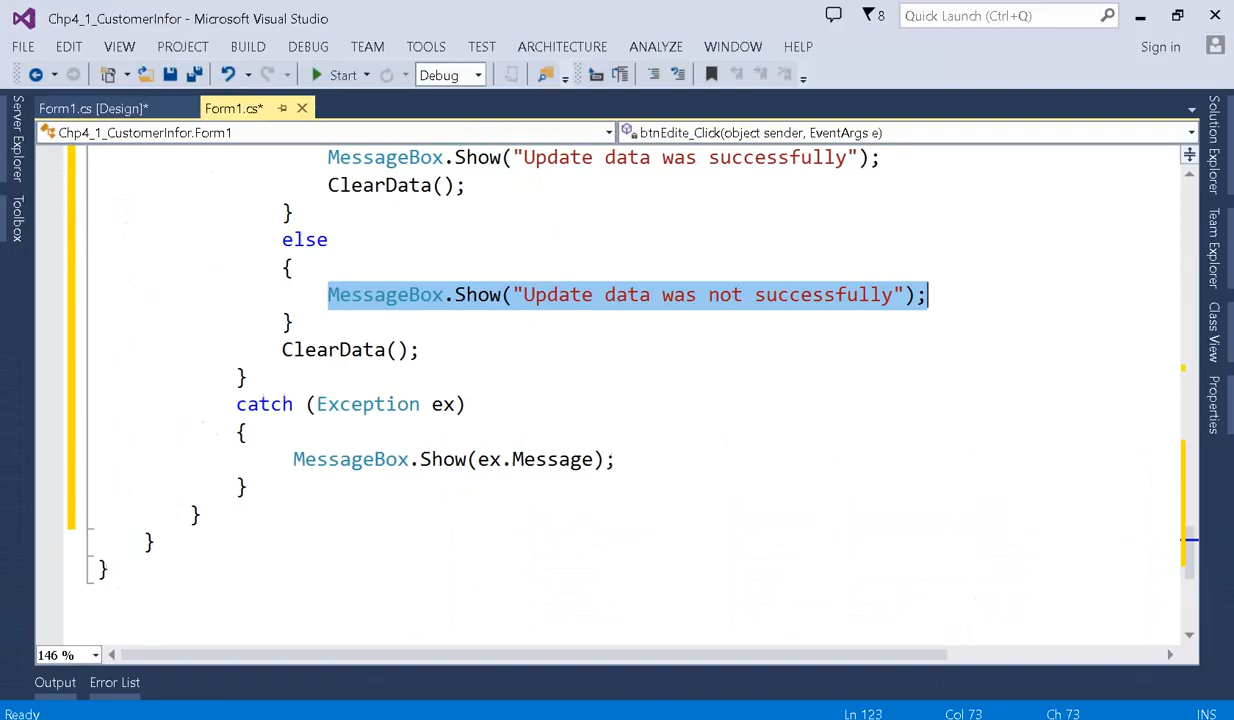 Chp4_1_CustomerInfor - Microsoft Visual Studio
8
Quick Launch (Ctrl+Q)
FILE EDIT VIEW PROJECT BUILD DEBUG TEAM TOOLS TEST ARCHITECTURE ANALYZE WINDOW HELP
Sign in
Start Debug
Server Explorer
Toolbox
Form1.cs [Design]* Form1.cs*
Chp4_1_CustomerInfor.Form1 btnEdite_Click(object sender, EventArgs e)
MessageBox.Show("Update data was successfully");
ClearData();
}
else
{
MessageBox.Show("Update data was not successfully");
}
ClearData();
}
catch (Exception ex)
{
MessageBox.Show(ex.Message);
}
}
}
}
Solution Explorer
Team Explorer
Class View
Properties
146 %
Output Error List
Ready Ln 123 Col 73 Ch 73 INS